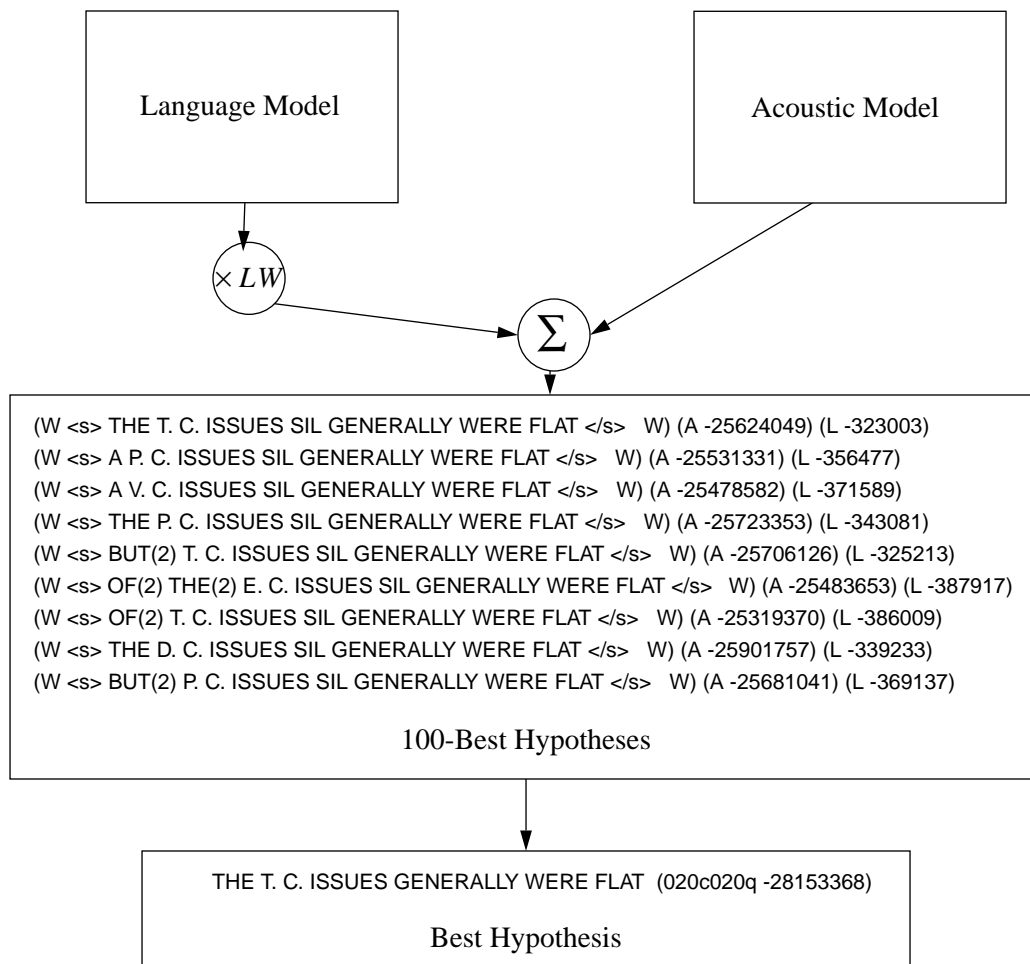 Language Model
Acoustic Model
× LW
Σ
(W <s> THE T. C. ISSUES SIL GENERALLY WERE FLAT </s> W) (A -25624049) (L -323003)
(W <s> A P. C. ISSUES SIL GENERALLY WERE FLAT </s> W) (A -25531331) (L -356477)
(W <s> A V. C. ISSUES SIL GENERALLY WERE FLAT </s> W) (A -25478582) (L -371589)
(W <s> THE P. C. ISSUES SIL GENERALLY WERE FLAT </s> W) (A -25723353) (L -343081)
(W <s> BUT(2) T. C. ISSUES SIL GENERALLY WERE FLAT </s> W) (A -25706126) (L -325213)
(W <s> OF(2) THE(2) E. C. ISSUES SIL GENERALLY WERE FLAT </s> W) (A -25483653) (L -387917)
(W <s> OF(2) T. C. ISSUES SIL GENERALLY WERE FLAT </s> W) (A -25319370) (L -386009)
(W <s> THE D. C. ISSUES SIL GENERALLY WERE FLAT </s> W) (A -25901757) (L -339233)
(W <s> BUT(2) P. C. ISSUES SIL GENERALLY WERE FLAT </s> W) (A -25681041) (L -369137)
100-Best Hypotheses
THE T. C. ISSUES GENERALLY WERE FLAT (020c020q -28153368)
Best Hypothesis